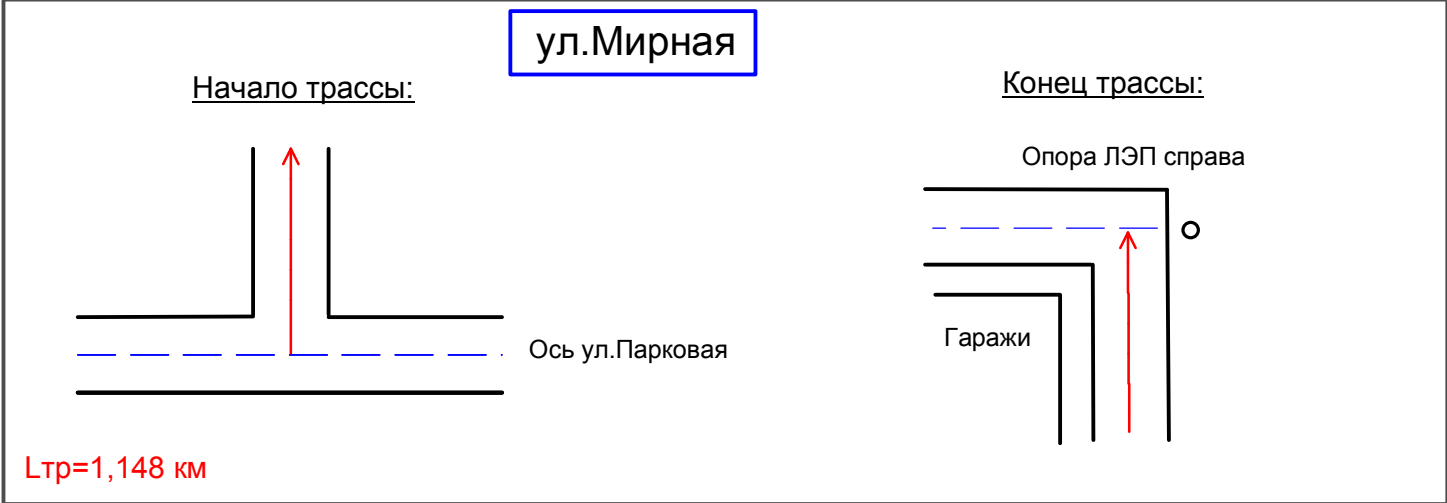 ул.Мирная
Начало трассы:
Конец трассы:
Опора ЛЭП справа
Ось ул.Парковая
Гаражи
Lтр=1,148 км